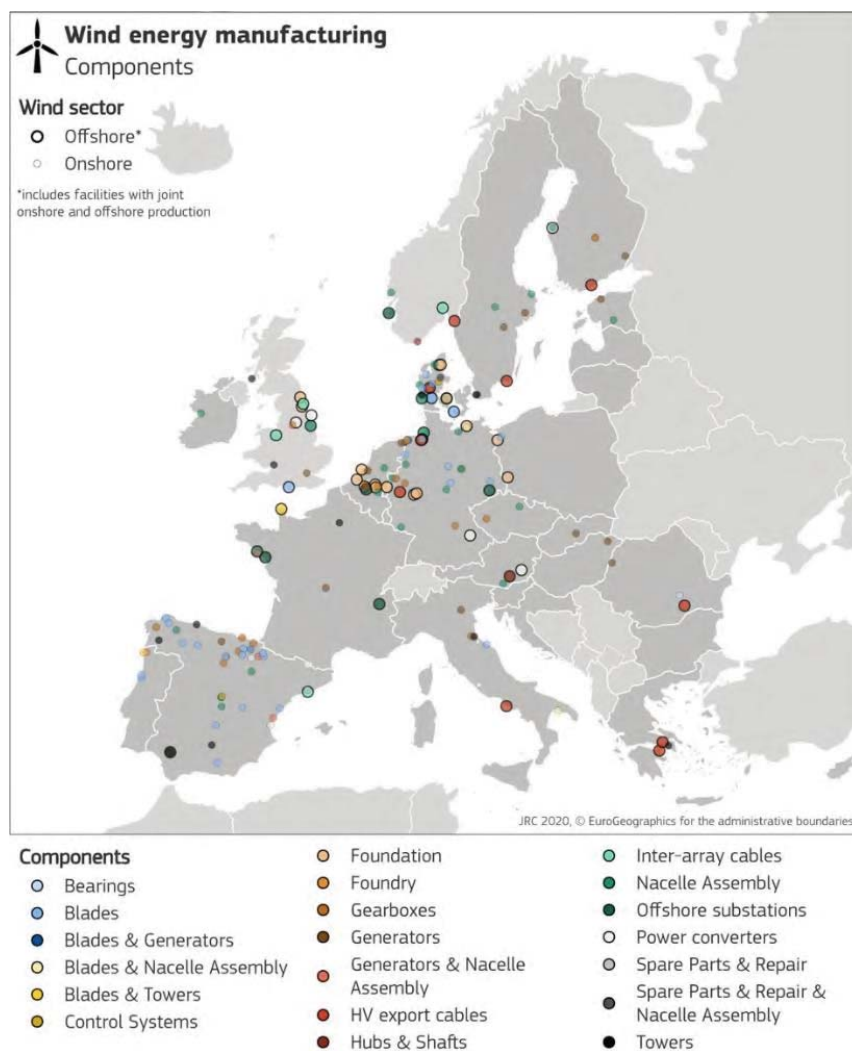 Wind energy manufacturing
Components
Wind sector
Offshore*
Onshore
*includes facilities with joint
onshore and offshore production
JRC 2020, © EuroGeographics for the administrative boundaries
Components
Bearings
Blades
Blades & Generators
Blades & Nacelle Assembly
Blades & Towers
Control Systems
Foundation
Foundry
Gearboxes
Generators
Generators & Nacelle
Assembly
HV export cables
Hubs & Shafts
Inter-array cables
Nacelle Assembly
Offshore substations
Power converters
Spare Parts & Repair
Spare Parts & Repair &
Nacelle Assembly
Towers